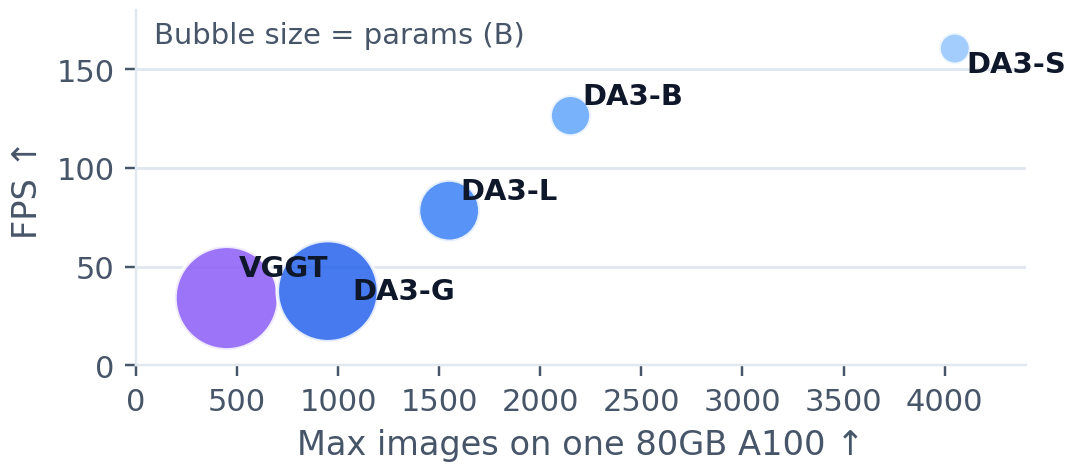 Bubble size = params (B)
DA3-S
150
DA3-B
FPS ↑
100
DA3-L
VGGT
50
DA3-G
0
0 500 1000 1500 2000 2500 3000 3500 4000
Max images on one 80GB A100 ↑